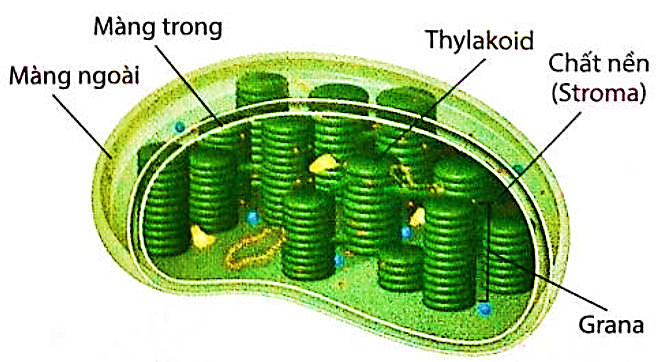 Màng trong
Thylakoid
Màng ngoài
Chất nền
(Stroma)
Grana